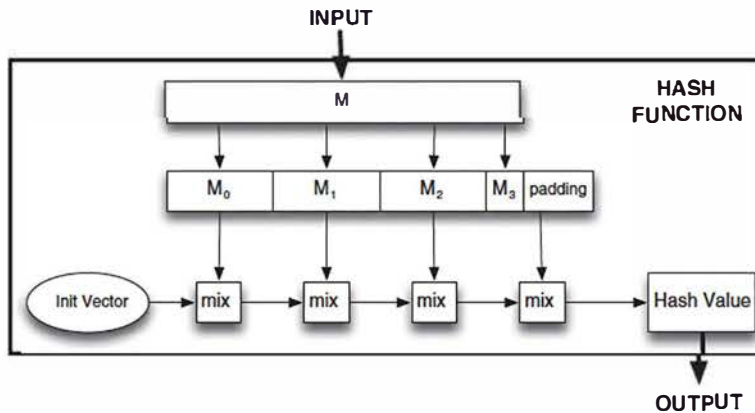 INPUT
HASH
FUNCTION
M
M₀ M₁ M₂ M₃ padding
Init Vector mix mix mix mix Hash Value
OUTPUT